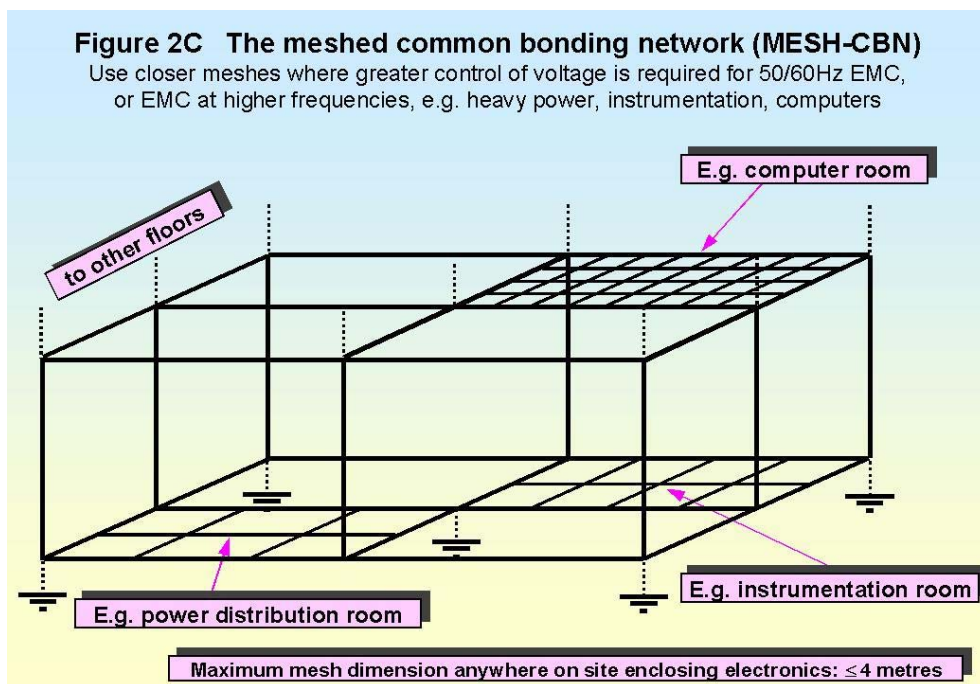 Figure 2C The meshed common bonding network (MESH-CBN)
Use closer meshes where greater control of voltage is required for 50/60Hz EMC,
or EMC at higher frequencies, e.g. heavy power, instrumentation, computers
E.g. computer room
to other floors
E.g. instrumentation room
E.g. power distribution room
Maximum mesh dimension anywhere on site enclosing electronics: ≤4 metres